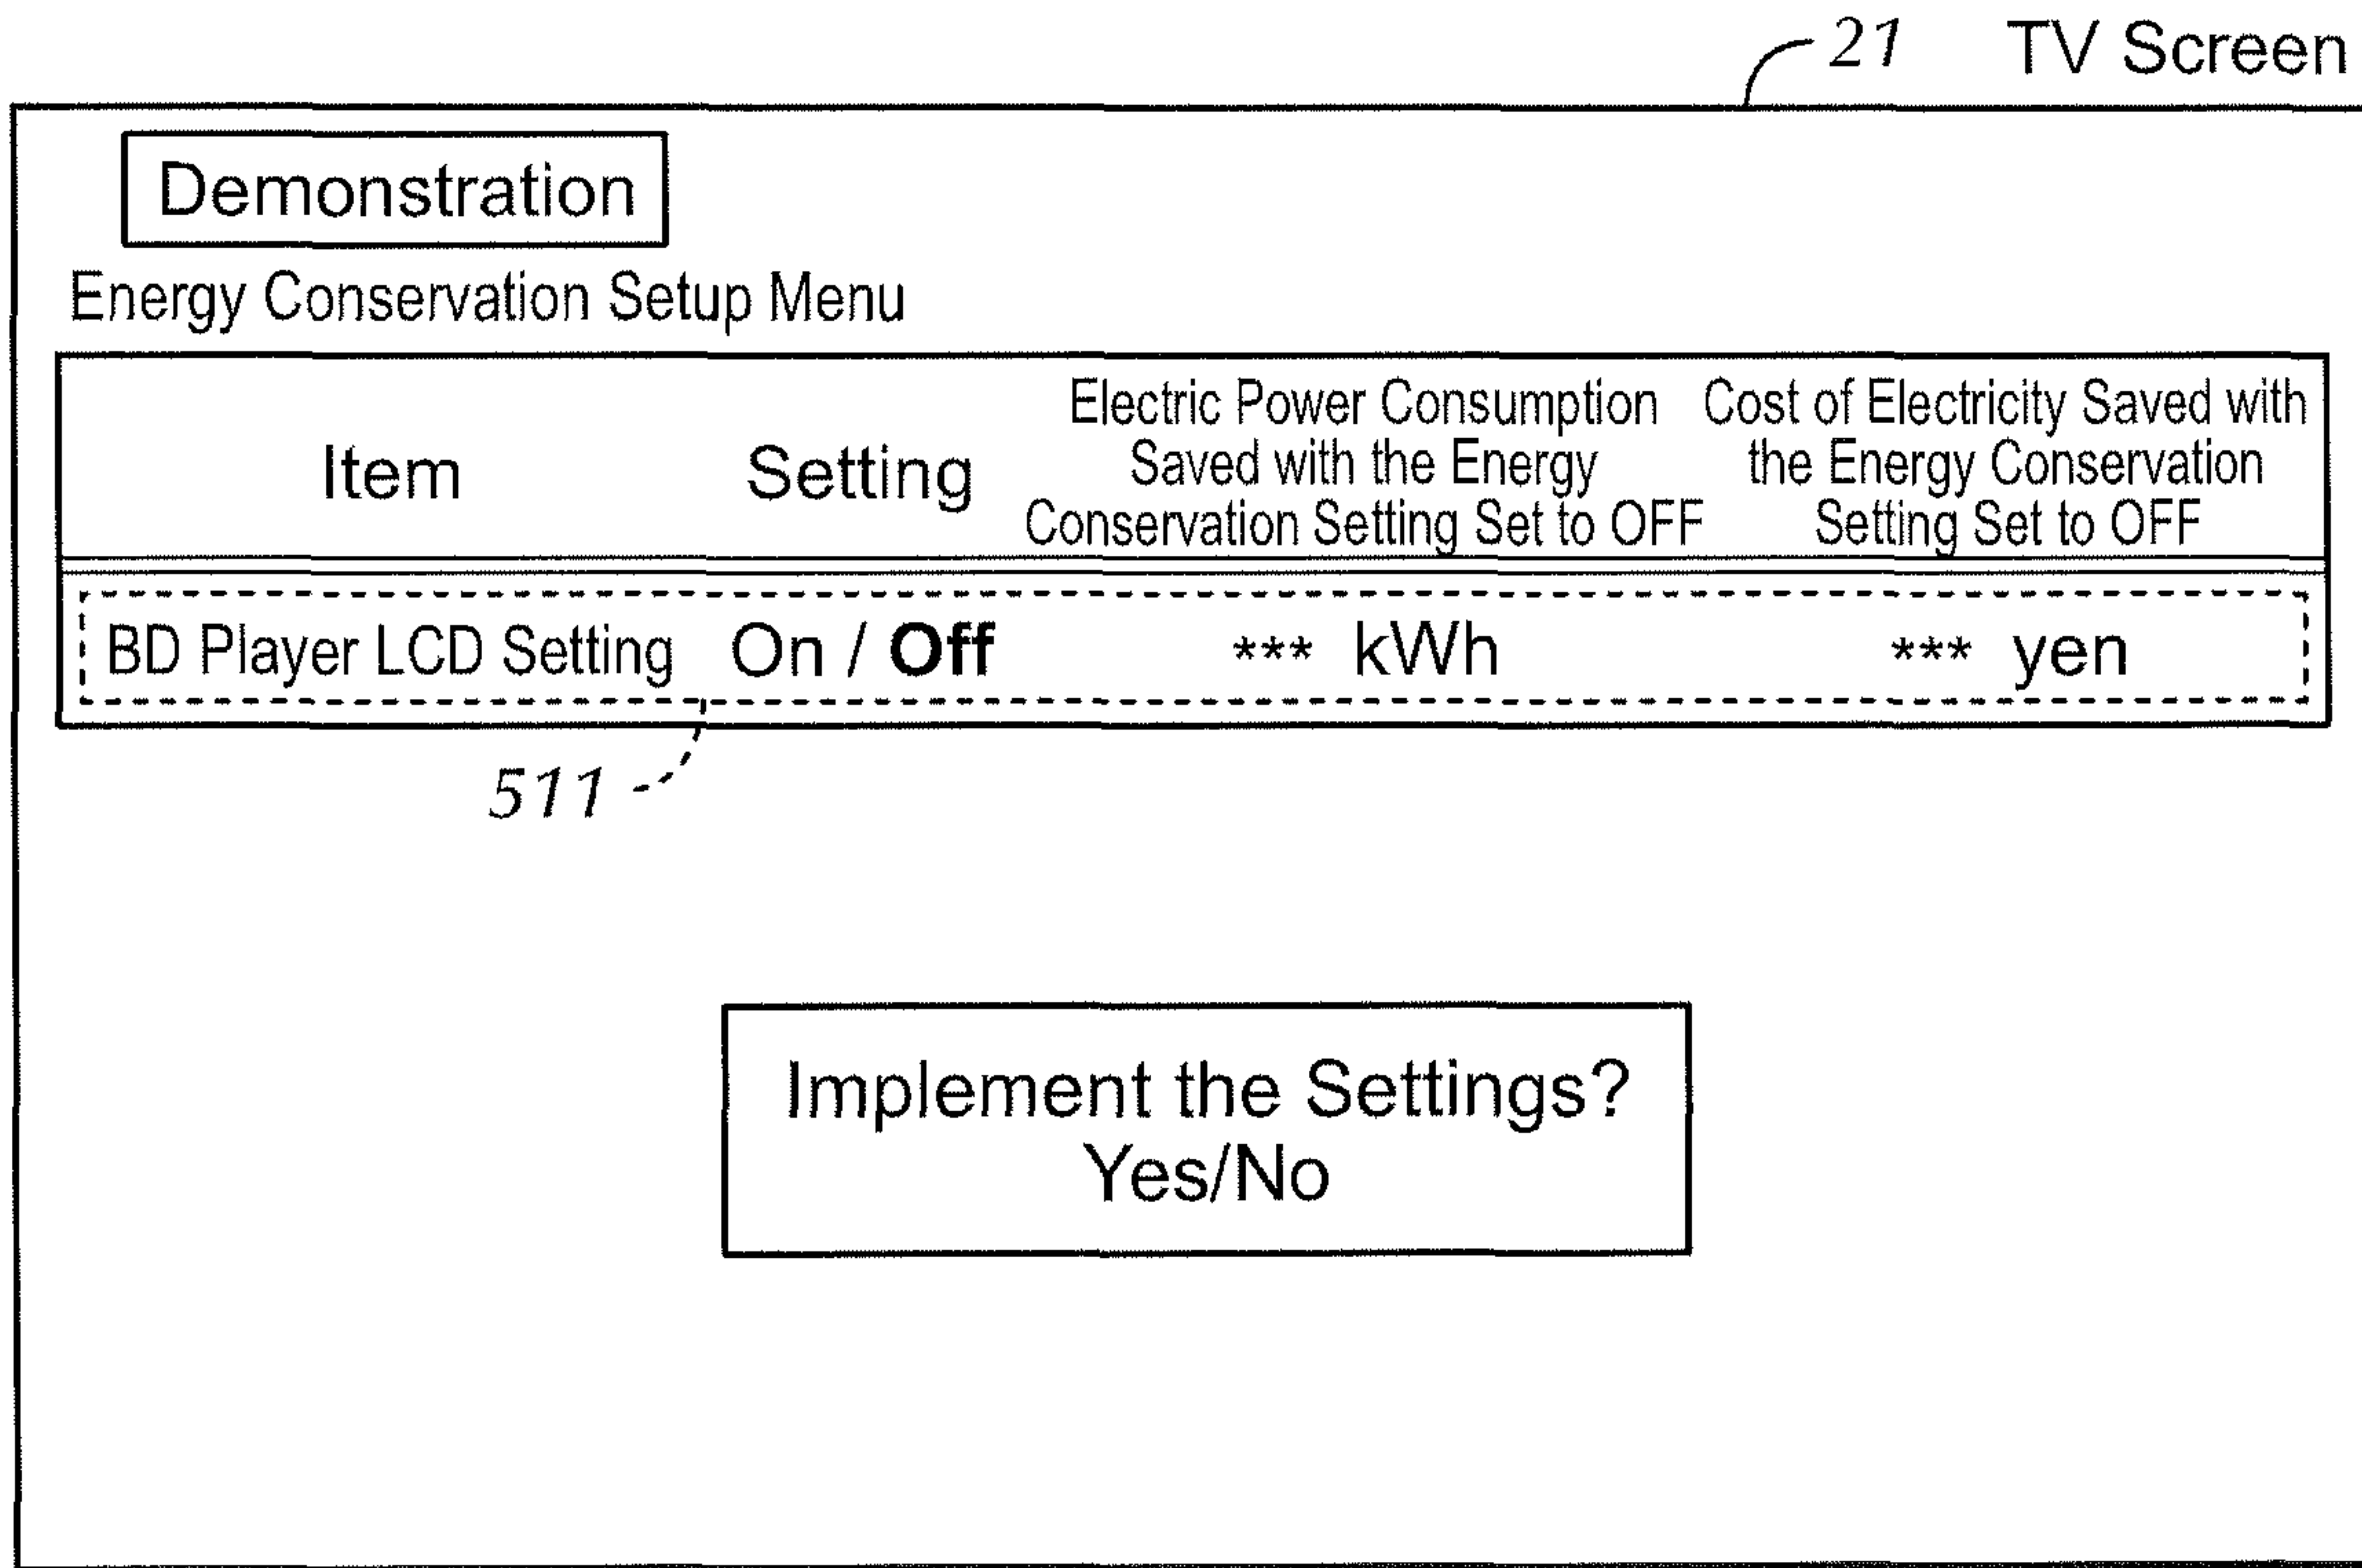 21 TV Screen
Demonstration
Energy Conservation Setup Menu
Item
Setting
Electric Power Consumption
Saved with the Energy
Conservation Setting Set to OFF
Cost of Electricity Saved with
the Energy Conservation
Setting Set to OFF
BD Player LCD Setting On / Off *** kWh *** yen
511
Implement the Settings?
Yes/No